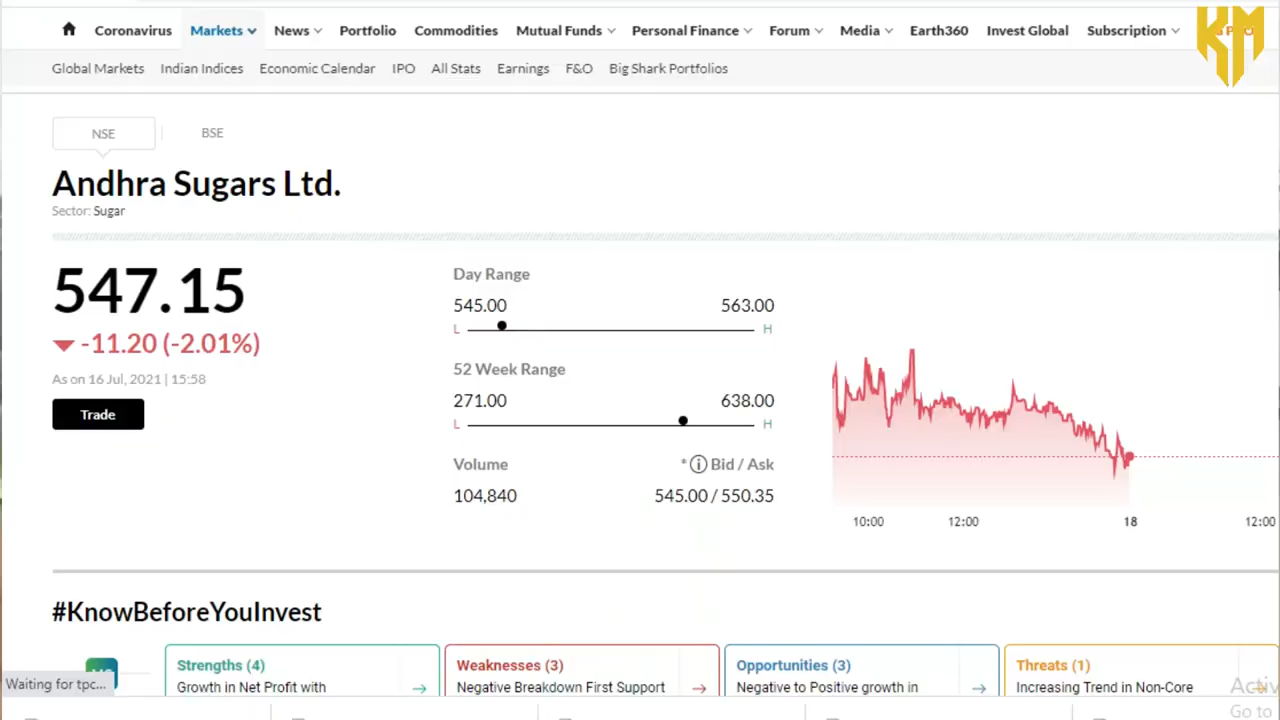 Coronavirus Markets News Portfolio Commodities Mutual Funds Personal Finance Forum Media Earth360 Invest Global Subscription
KM
Global Markets Indian Indices Economic Calendar IPO All Stats Earnings F&O Big Shark Portfolios
NSE BSE
Andhra Sugars Ltd.
Sector: Sugar
547.15
-11.20 (-2.01%)
As on 16 Jul, 2021 | 15:58
Trade
Day Range
545.00 563.00
L H
52 Week Range
271.00 638.00
L H
Volume * Bid / Ask
104,840 545.00 / 550.35
10:00 12:00 18 12:00
#KnowBeforeYouInvest
Strengths (4) Weaknesses (3) Opportunities (3) Threats (1)
Growth in Net Profit with Negative Breakdown First Support Negative to Positive growth in Increasing Trend in Non-Core
Waiting for tpc...
Activ
Go to